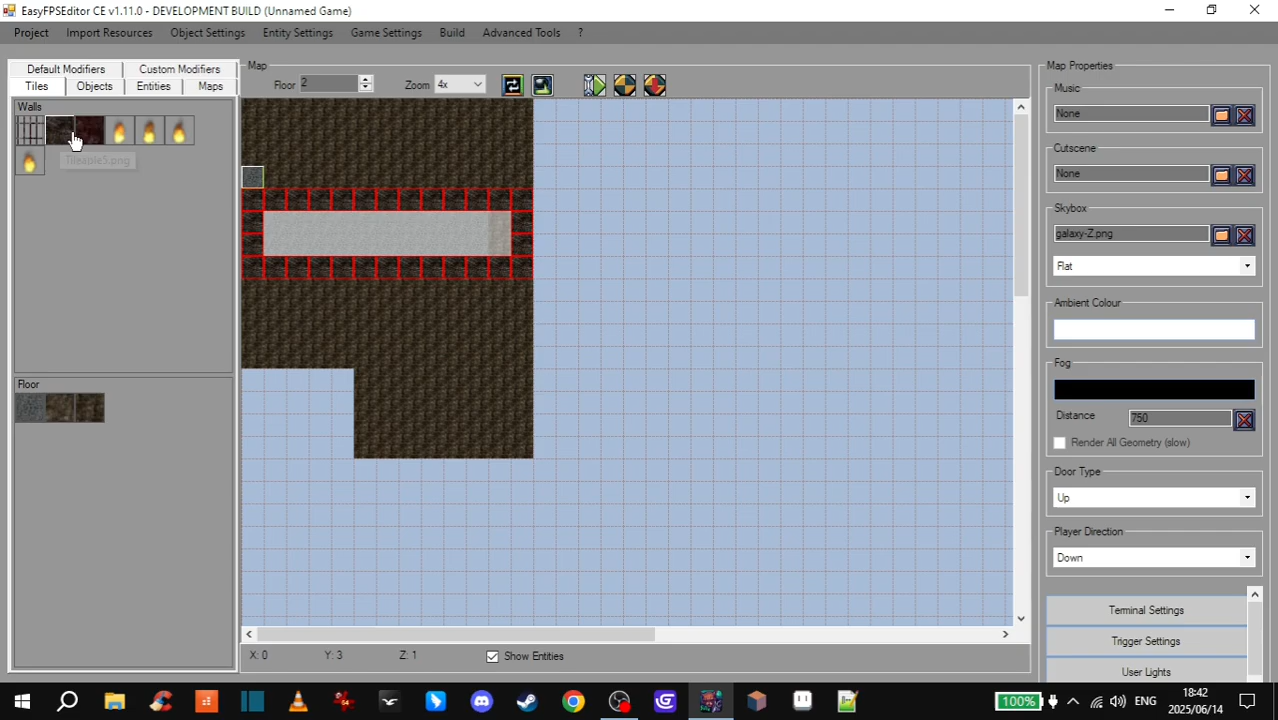 EasyFPSEditor CE v1.11.0 - DEVELOPMENT BUILD (Unnamed Game)
Project Import Resources Object Settings Entity Settings Game Settings Build Advanced Tools ?
Default Modifiers Custom Modifiers
Tiles Objects Entities Maps
Walls
Tileable5.png
Floor
Map
Floor 2 Zoom 4x
X: 0 Y: 3 Z: 1 Show Entities
Map Properties
Music
None
Cutscene
None
Skybox
galaxy-Z.png
Flat
Ambient Colour
Fog
Distance 750
Render All Geometry (slow)
Door Type
Up
Player Direction
Down
Terminal Settings
Trigger Settings
User Lights
100% ENG 18:42
2025/06/14